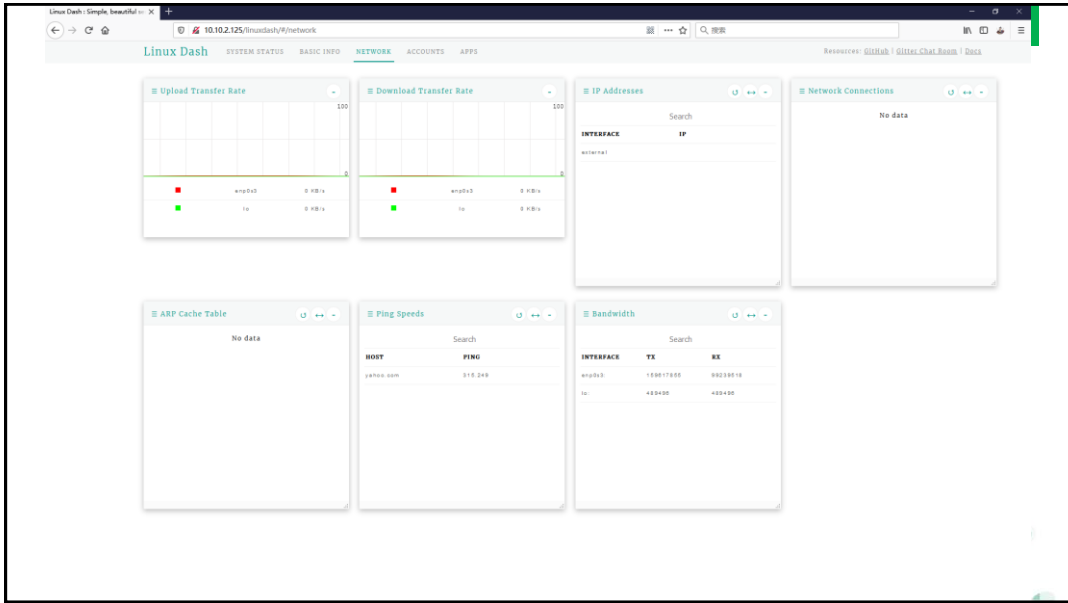 Linux Dash : Simple, beautiful
10.10.2.125/linuxdash/#/network
搜索
Linux Dash SYSTEM STATUS BASIC INFO NETWORK ACCOUNTS APPS
Resources: GitHub | Gitter Chat Room | Docs
Upload Transfer Rate
100
0
enp0s3 0 KB/s
lo 0 KB/s
Download Transfer Rate
100
0
enp0s3 0 KB/s
lo 0 KB/s
IP Addresses
Search
INTERFACE IP
external
Network Connections
No data
ARP Cache Table
No data
Ping Speeds
Search
HOST PING
yahoo.com 316.249
Bandwidth
Search
INTERFACE TX RX
enp0s3:
lo: 489496 489496